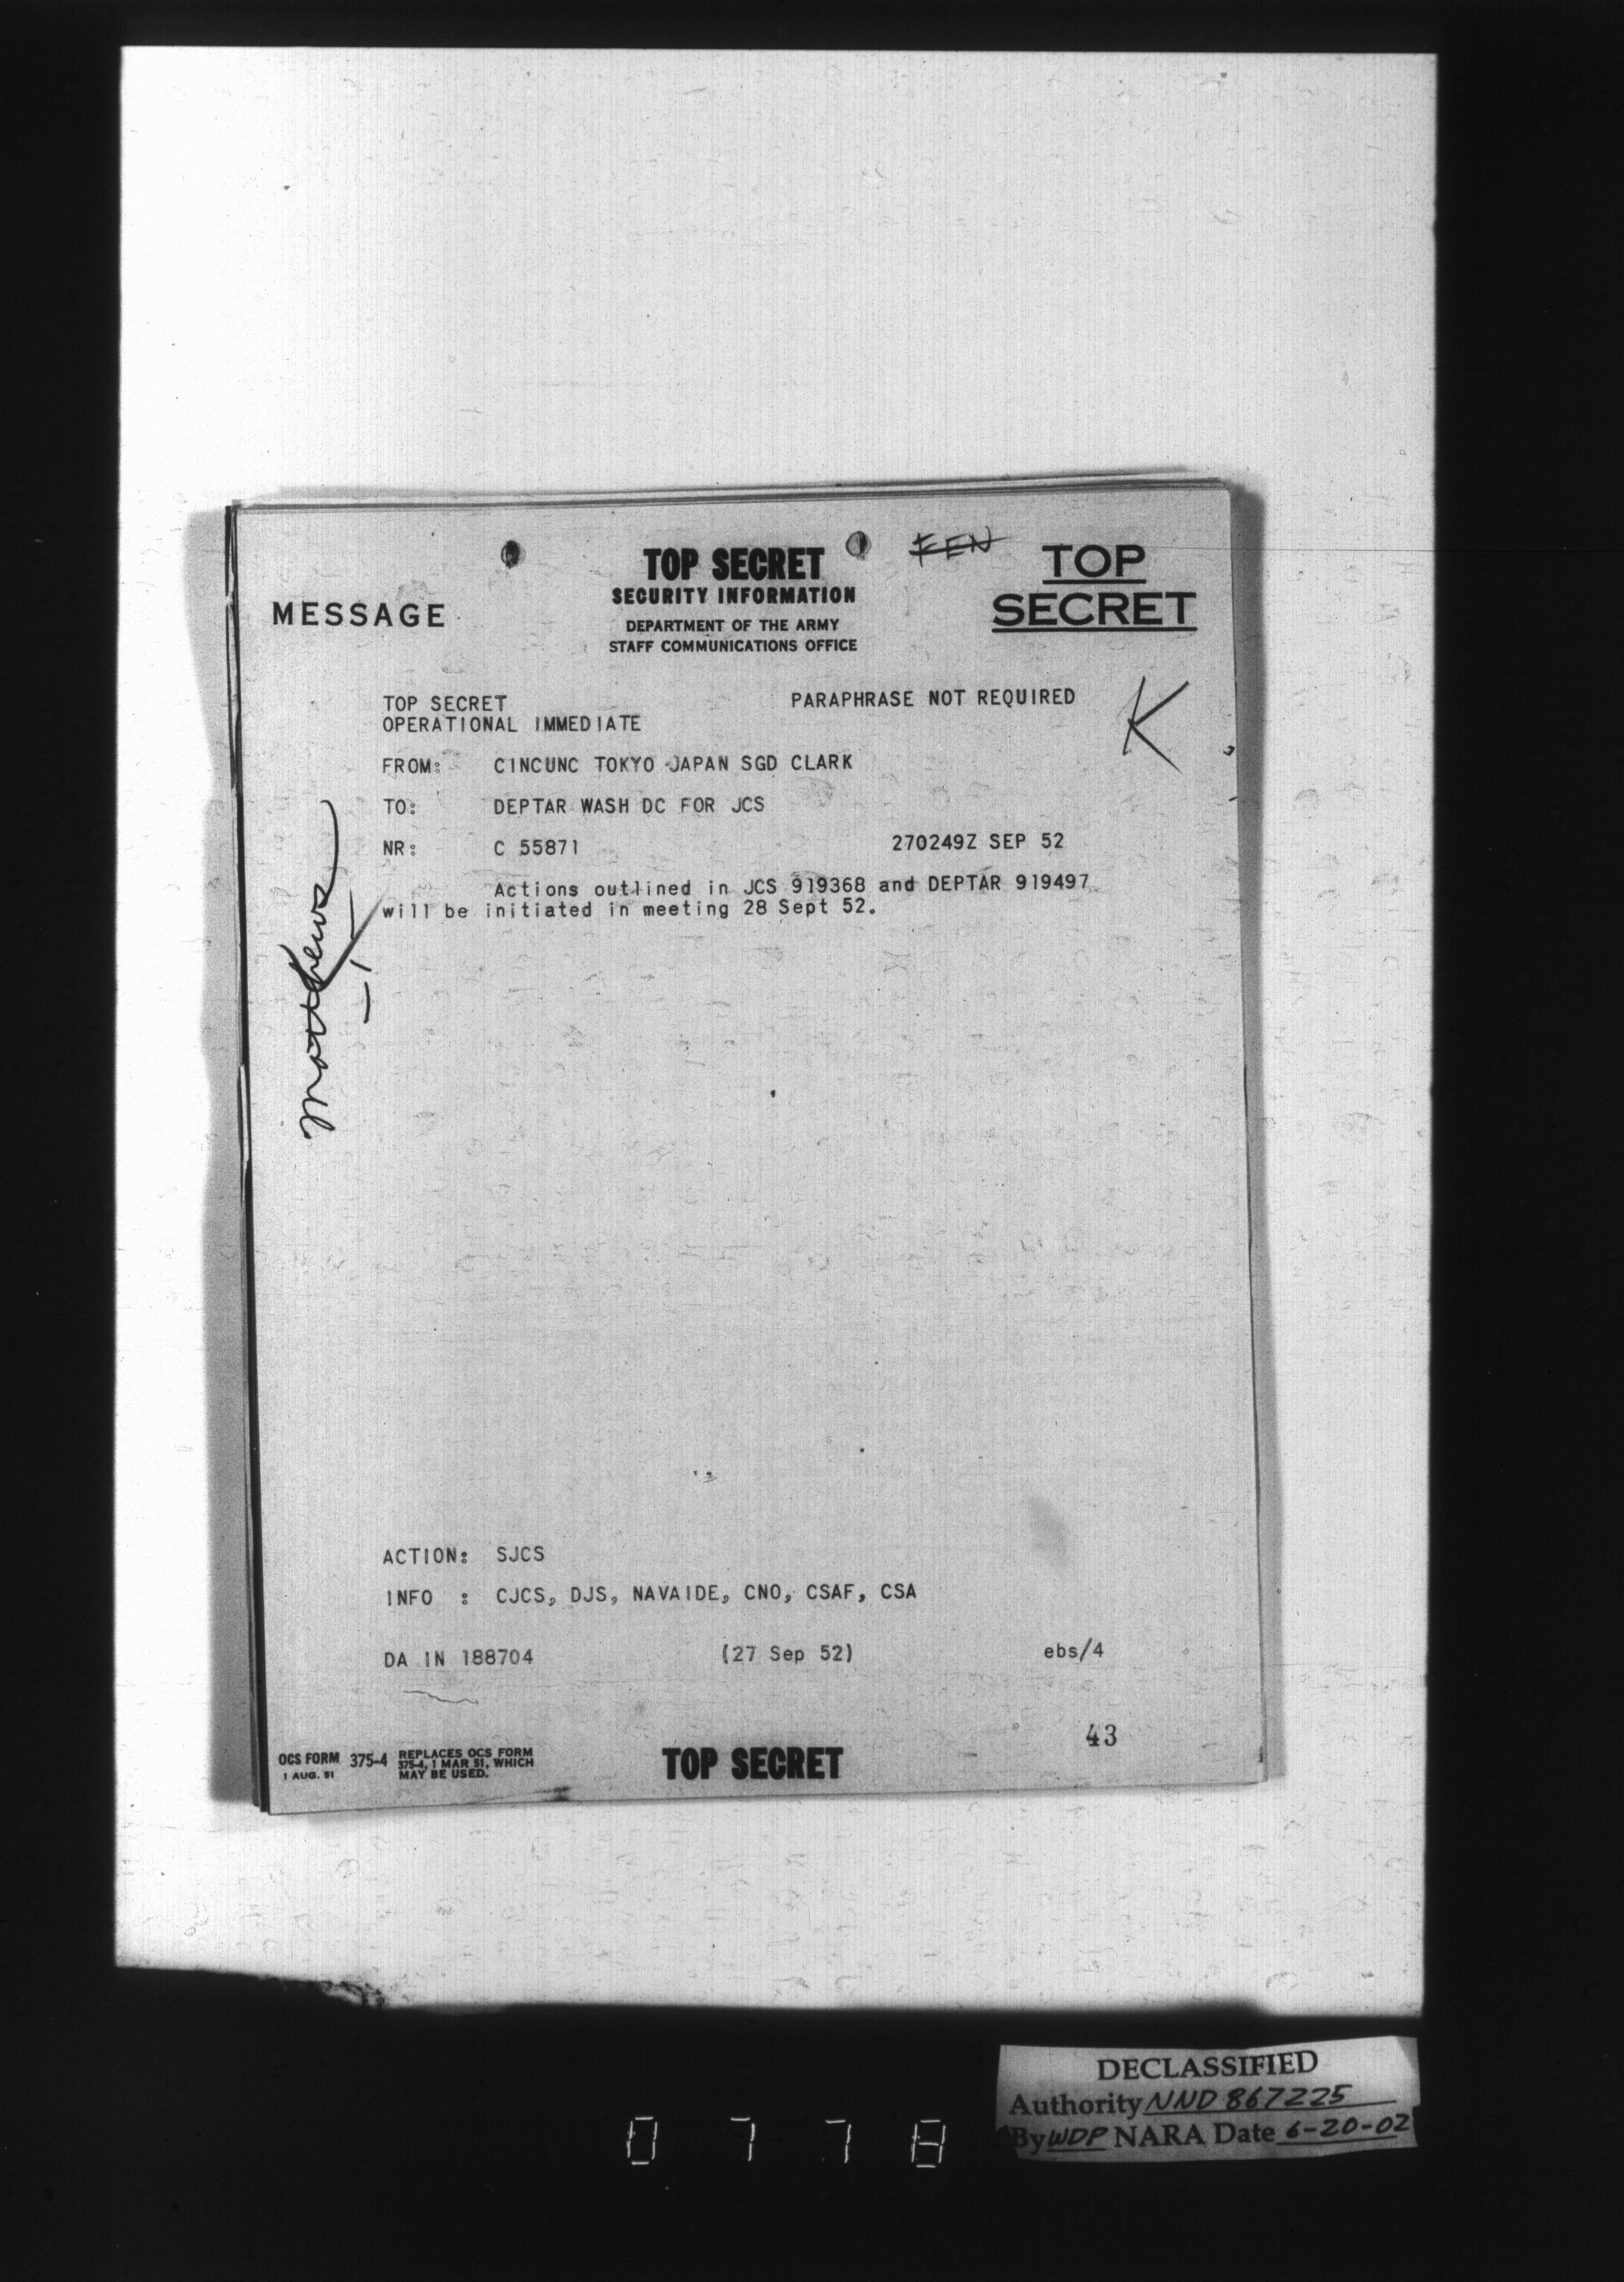 TOP SECRET
SECURITY INFORMATION
DEPARTMENT OF THE ARMY
STAFF COMMUNICATIONS OFFICE
MESSAGE
TOP
SECRET
TOP SECRET PARAPHRASE NOT REQUIRED
OPERATIONAL IMMEDIATE
K
FROM: CINCUNC TOKYO JAPAN SGD CLARK
TO: DEPTAR WASH DC FOR JCS
NR: C 55871 270249Z SEP 52
Actions outlined in JCS 919368 and DEPTAR 919497
will be initiated in meeting 28 Sept 52.
Matthews
ACTION: SJCS
INFO : CJCS, DJS, NAVAIDE, CNO, CSAF, CSA
DA IN 188704 (27 Sep 52) ebs/4
43
OCS FORM 375-4 REPLACES OCS FORM
1 AUG. 51 375-4, 1 MAR 51, WHICH
MAY BE USED.
TOP SECRET
DECLASSIFIED
Authority NND 867225
By WDP NARA Date 6-20-02
0778